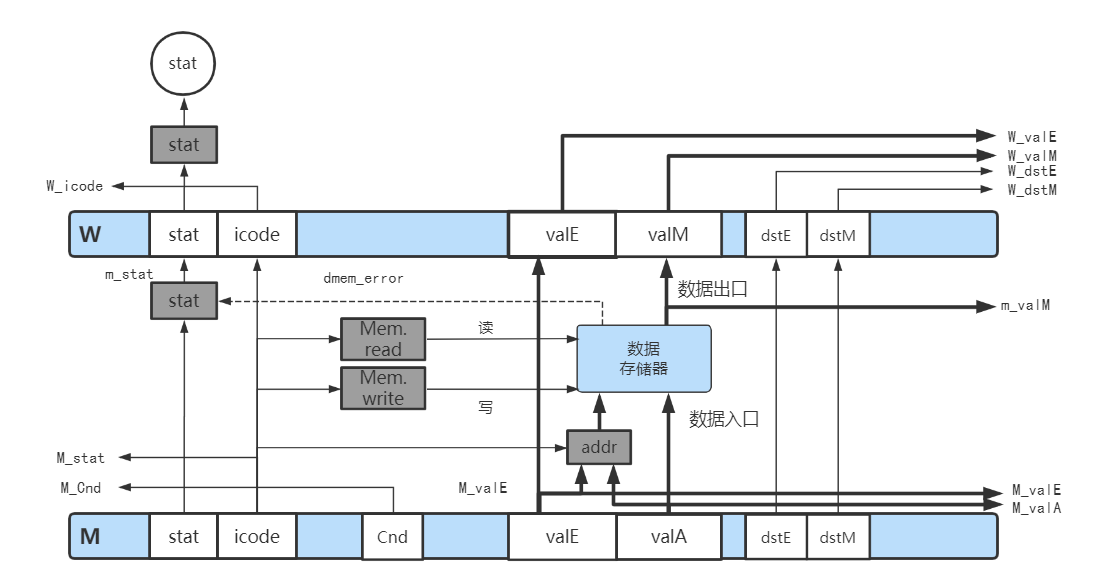 stat
stat
W_valE
W_valM
W_dstE
W_dstM
W_icode
W
stat
icode
valE
valM
dstE
dstM
m_stat
stat
dmem_error
数据出口
m_valM
Mem.
read
读
数据
存储器
Mem.
write
写
数据入口
addr
M_stat
M_Cnd
M_valE
M_valE
M_valA
M
stat
icode
Cnd
valE
valA
dstE
dstM